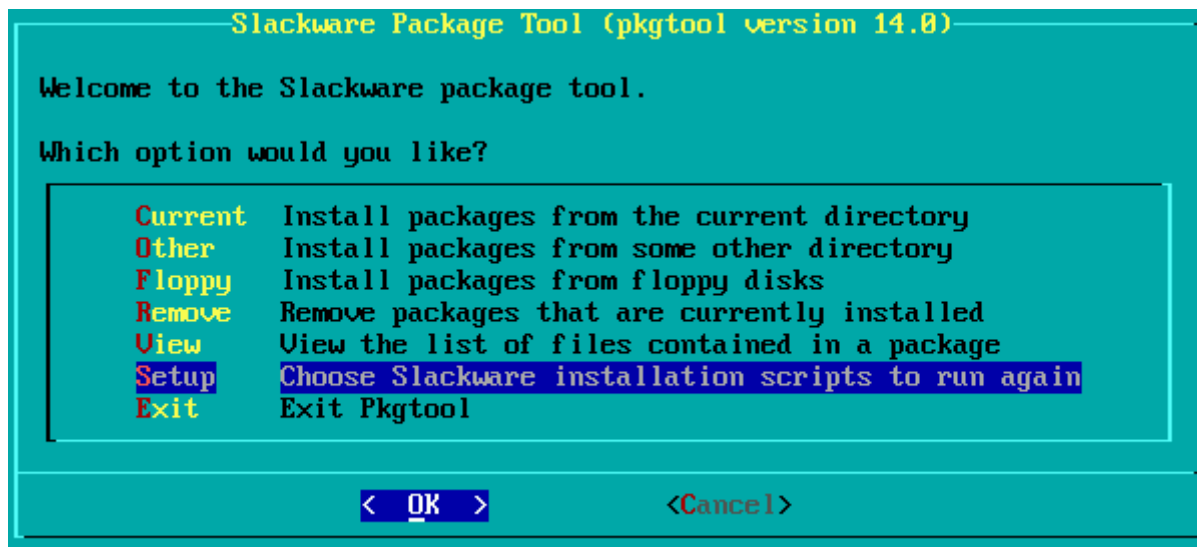 Slackware Package Tool (pkgtool version 14.0)
Welcome to the Slackware package tool.
Which option would you like?
Current Install packages from the current directory
Other Install packages from some other directory
Floppy Install packages from floppy disks
Remove Remove packages that are currently installed
View View the list of files contained in a package
Setup Choose Slackware installation scripts to run again
Exit Exit Pkgtool
< OK > <Cancel>